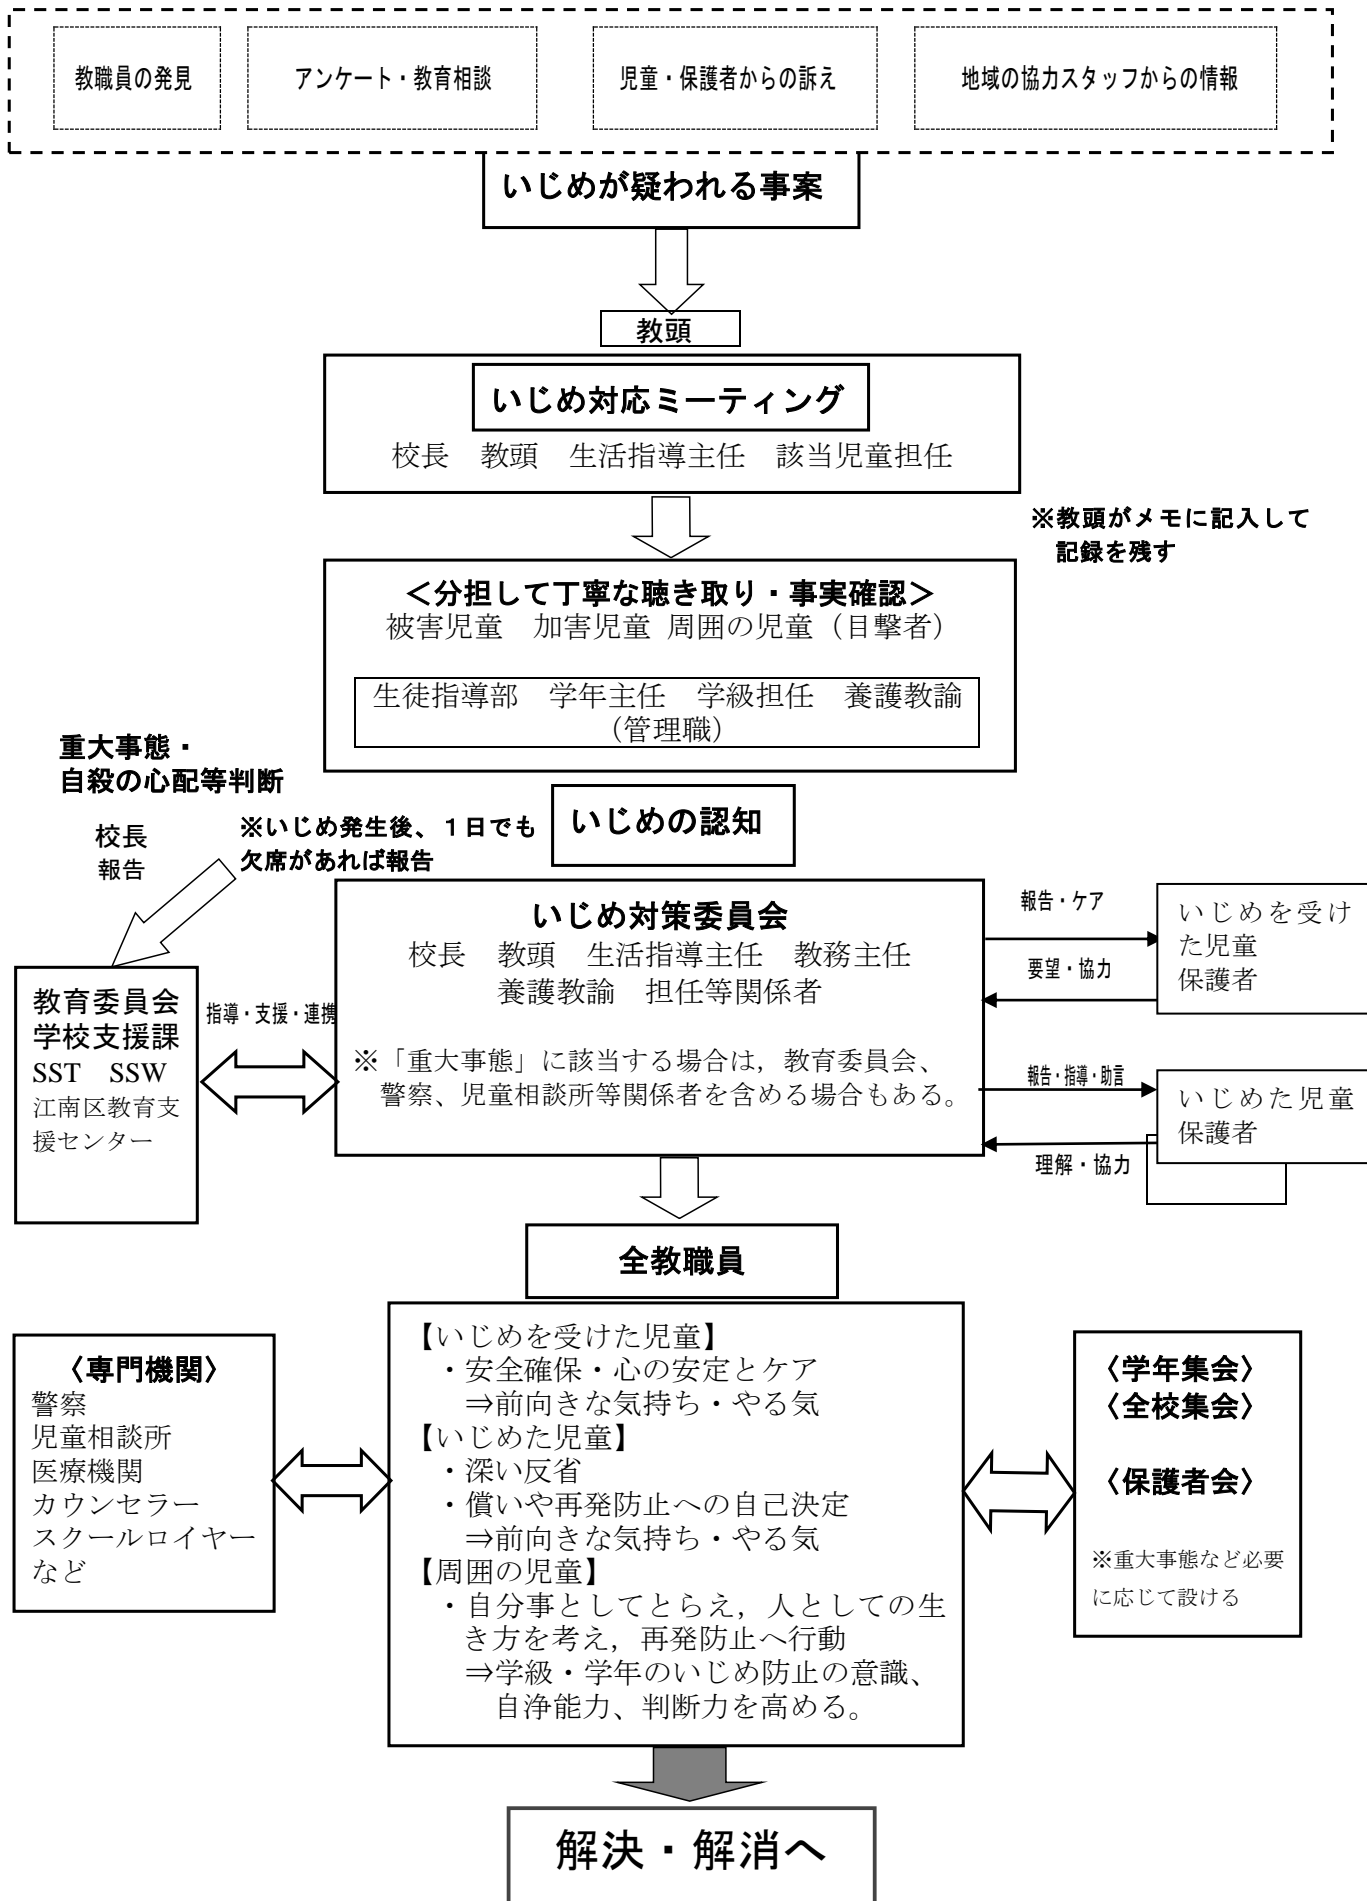 教職員の発見
アンケート・教育相談
児童・保護者からの訴え
地域の協力スタッフからの情報
いじめが疑われる事案
教頭
いじめ対応ミーティング
校長　教頭　生活指導主任　該当児童担任
※教頭がメモに記入して
記録を残す
＜分担して丁寧な聴き取り・事実確認＞
被害児童　加害児童 周囲の児童（目撃者）
生徒指導部　学年主任　学級担任　養護教諭
（管理職）
重大事態・
自殺の心配等判断
校長
報告
※いじめ発生後、１日でも
欠席があれば報告
いじめの認知
いじめ対策委員会
校長　教頭　生活指導主任　教務主任
養護教諭　担任等関係者
※「重大事態」に該当する場合は，教育委員会、
警察、児童相談所等関係者を含める場合もある。
報告・ケア
要望・協力
いじめを受け
た児童
保護者
報告・指導・助言
理解・協力
いじめた児童
保護者
教育委員会
学校支援課
SST　SSW
江南区教育支
援センター
指導・支援・連携
全教職員
【いじめを受けた児童】
・安全確保・心の安定とケア
⇒前向きな気持ち・やる気
【いじめた児童】
・深い反省
・償いや再発防止への自己決定
⇒前向きな気持ち・やる気
【周囲の児童】
・自分事としてとらえ，人としての生
き方を考え，再発防止へ行動
⇒学級・学年のいじめ防止の意識、
自浄能力、判断力を高める。
〈専門機関〉
警察
児童相談所
医療機関
カウンセラー
スクールロイヤー
など
〈学年集会〉
〈全校集会〉
〈保護者会〉
※重大事態など必要
に応じて設ける
解決・解消へ